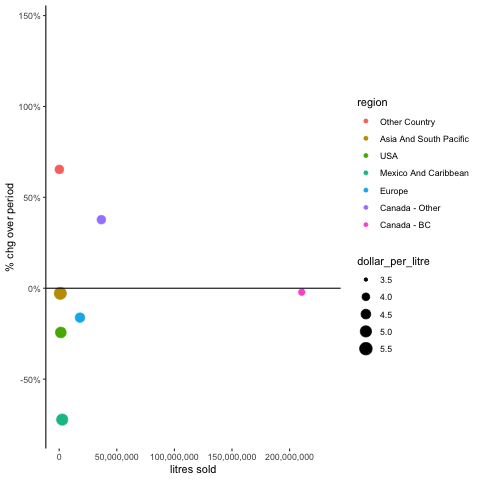 150%
100%
50%
0%
-50%
% chg over period
0
50,000,000
100,000,000
150,000,000
200,000,000
litres sold
region
Other Country
Asia And South Pacific
USA
Mexico And Caribbean
Europe
Canada - Other
Canada - BC
dollar_per_litre
3.5
4.0
4.5
5.0
5.5